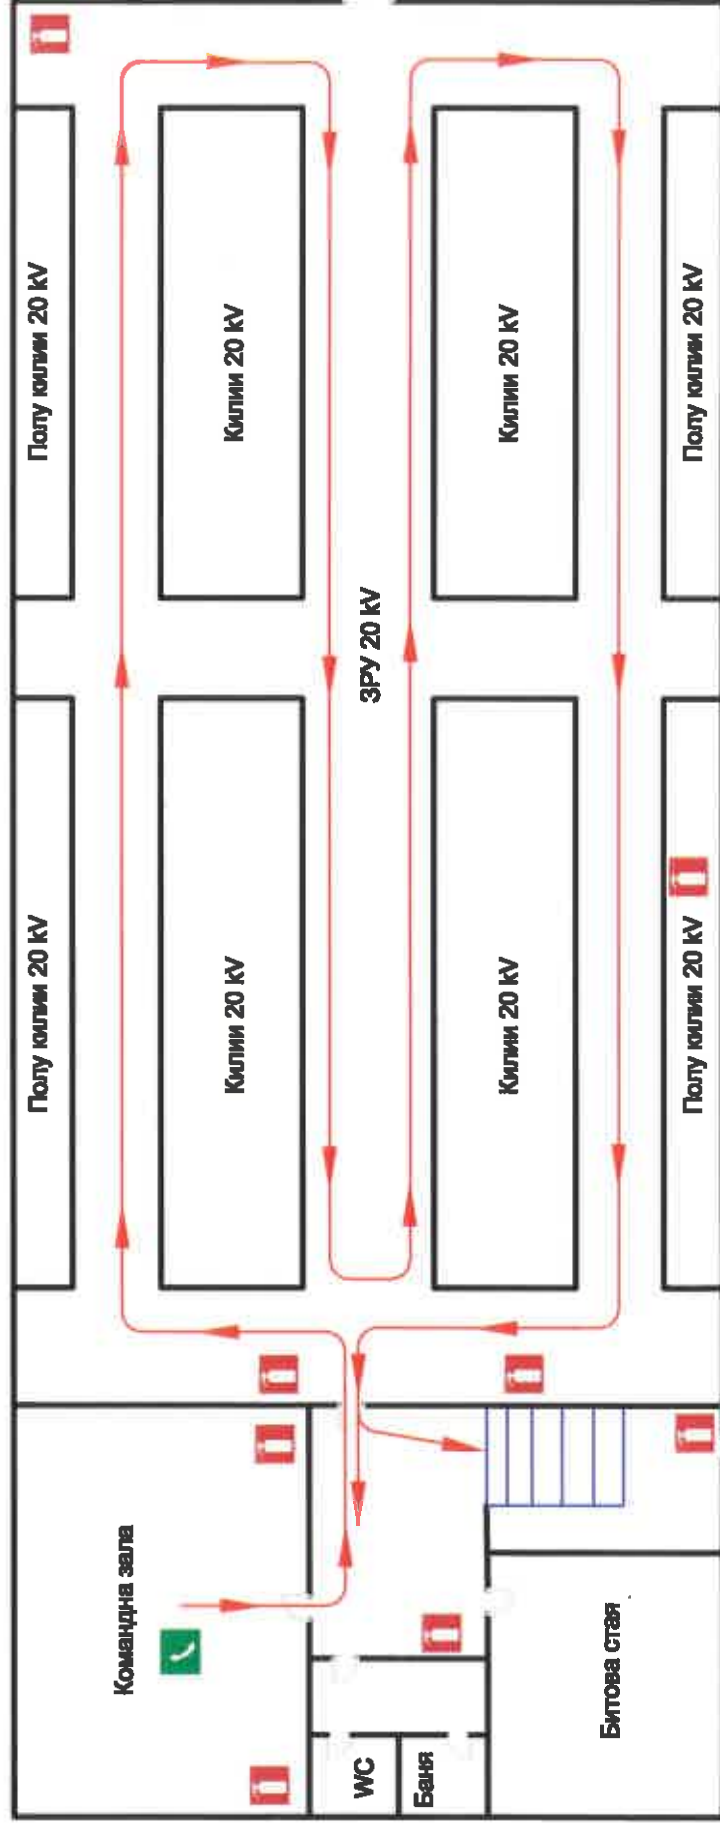 Командна зала
WC
Баня
Битова стая
Полу килии 20 kV
Полу килии 20 kV
Килии 20 kV
Килии 20 kV
ЗРУ 20 kV
Килии 20 kV
Килии 20 kV
Полу килии 20 kV
Полу килии 20 kV